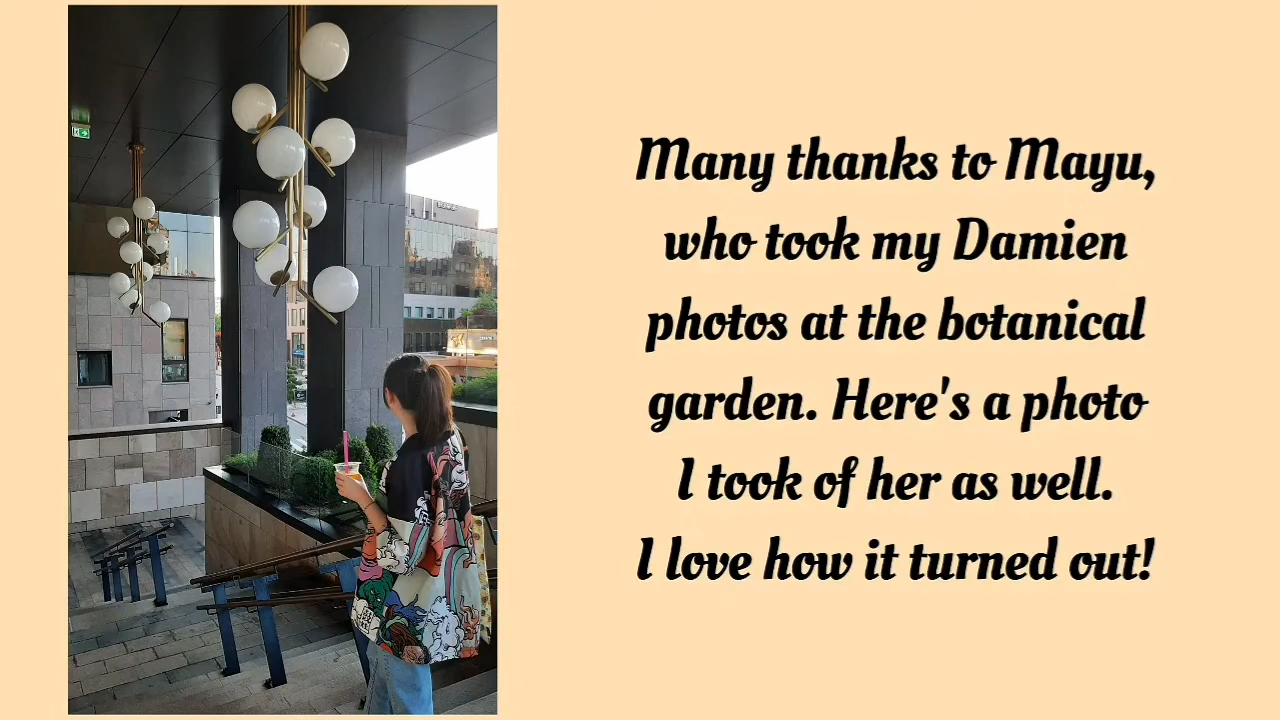 Many thanks to Mayu,
who took my Damien
photos at the botanical
garden. Here's a photo
I took of her as well.
I love how it turned out!